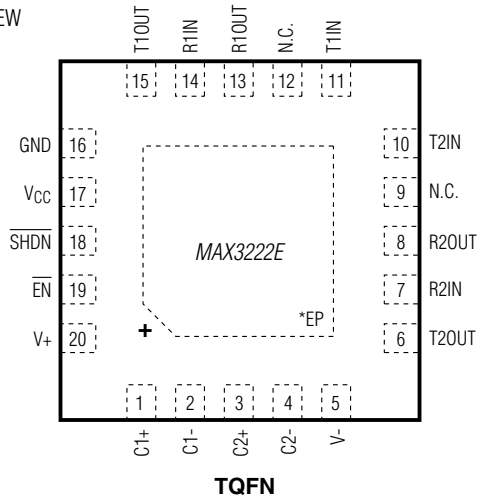 EW
T1OUT
R1IN
R1OUT
N.C.
T1IN
15
14
13
12
11
GND 16
VCC 17
SHDN 18
EN 19
V+ 20
10 T2IN
9 N.C.
8 R2OUT
7 R2IN
6 T2OUT
MAX3222E
*EP
+
1
2
3
4
5
C1+
C1-
C2+
C2-
V-
TQFN